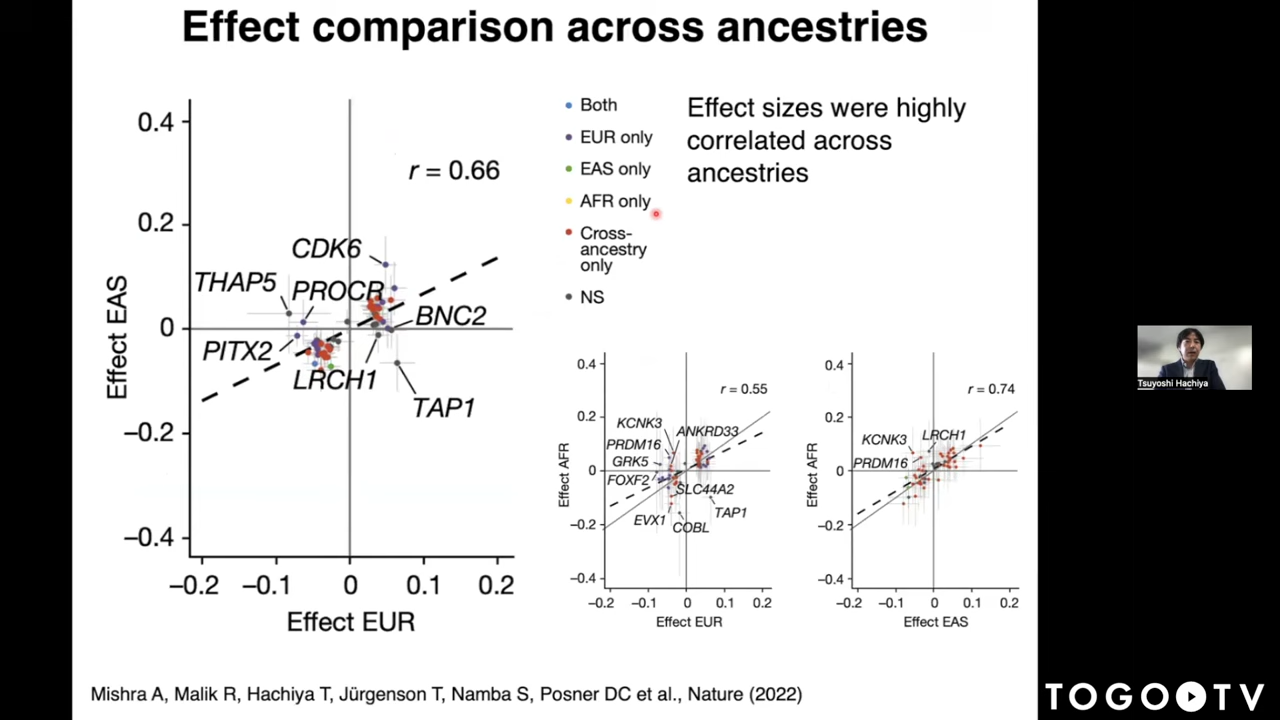 Effect comparison across ancestries
0.4
0.2
0
−0.2
−0.4
Effect EAS
r = 0.66
CDK6
THAP5
PROCR
BNC2
PITX2
LRCH1
TAP1
−0.2
−0.1
0
0.1
0.2
Effect EUR
Both
EUR only
EAS only
AFR only
Cross-
ancestry
only
NS
Effect sizes were highly
correlated across
ancestries
0.4
0.2
0
−0.2
−0.4
Effect AFR
r = 0.55
KCNK3
ANKRD33
PRDM16
GRK5
FOXF2
SLC44A2
EVX1
TAP1
COBL
−0.2
−0.1
0
0.1
0.2
Effect EUR
0.4
0.2
0
−0.2
−0.4
Effect AFR
r = 0.74
KCNK3
LRCH1
PRDM16
−0.2
−0.1
0
0.1
0.2
Effect EAS
Tsuyoshi Hachiya
Mishra A, Malik R, Hachiya T, Jürgenson T, Namba S, Posner DC et al., Nature (2022)
TOGO TV